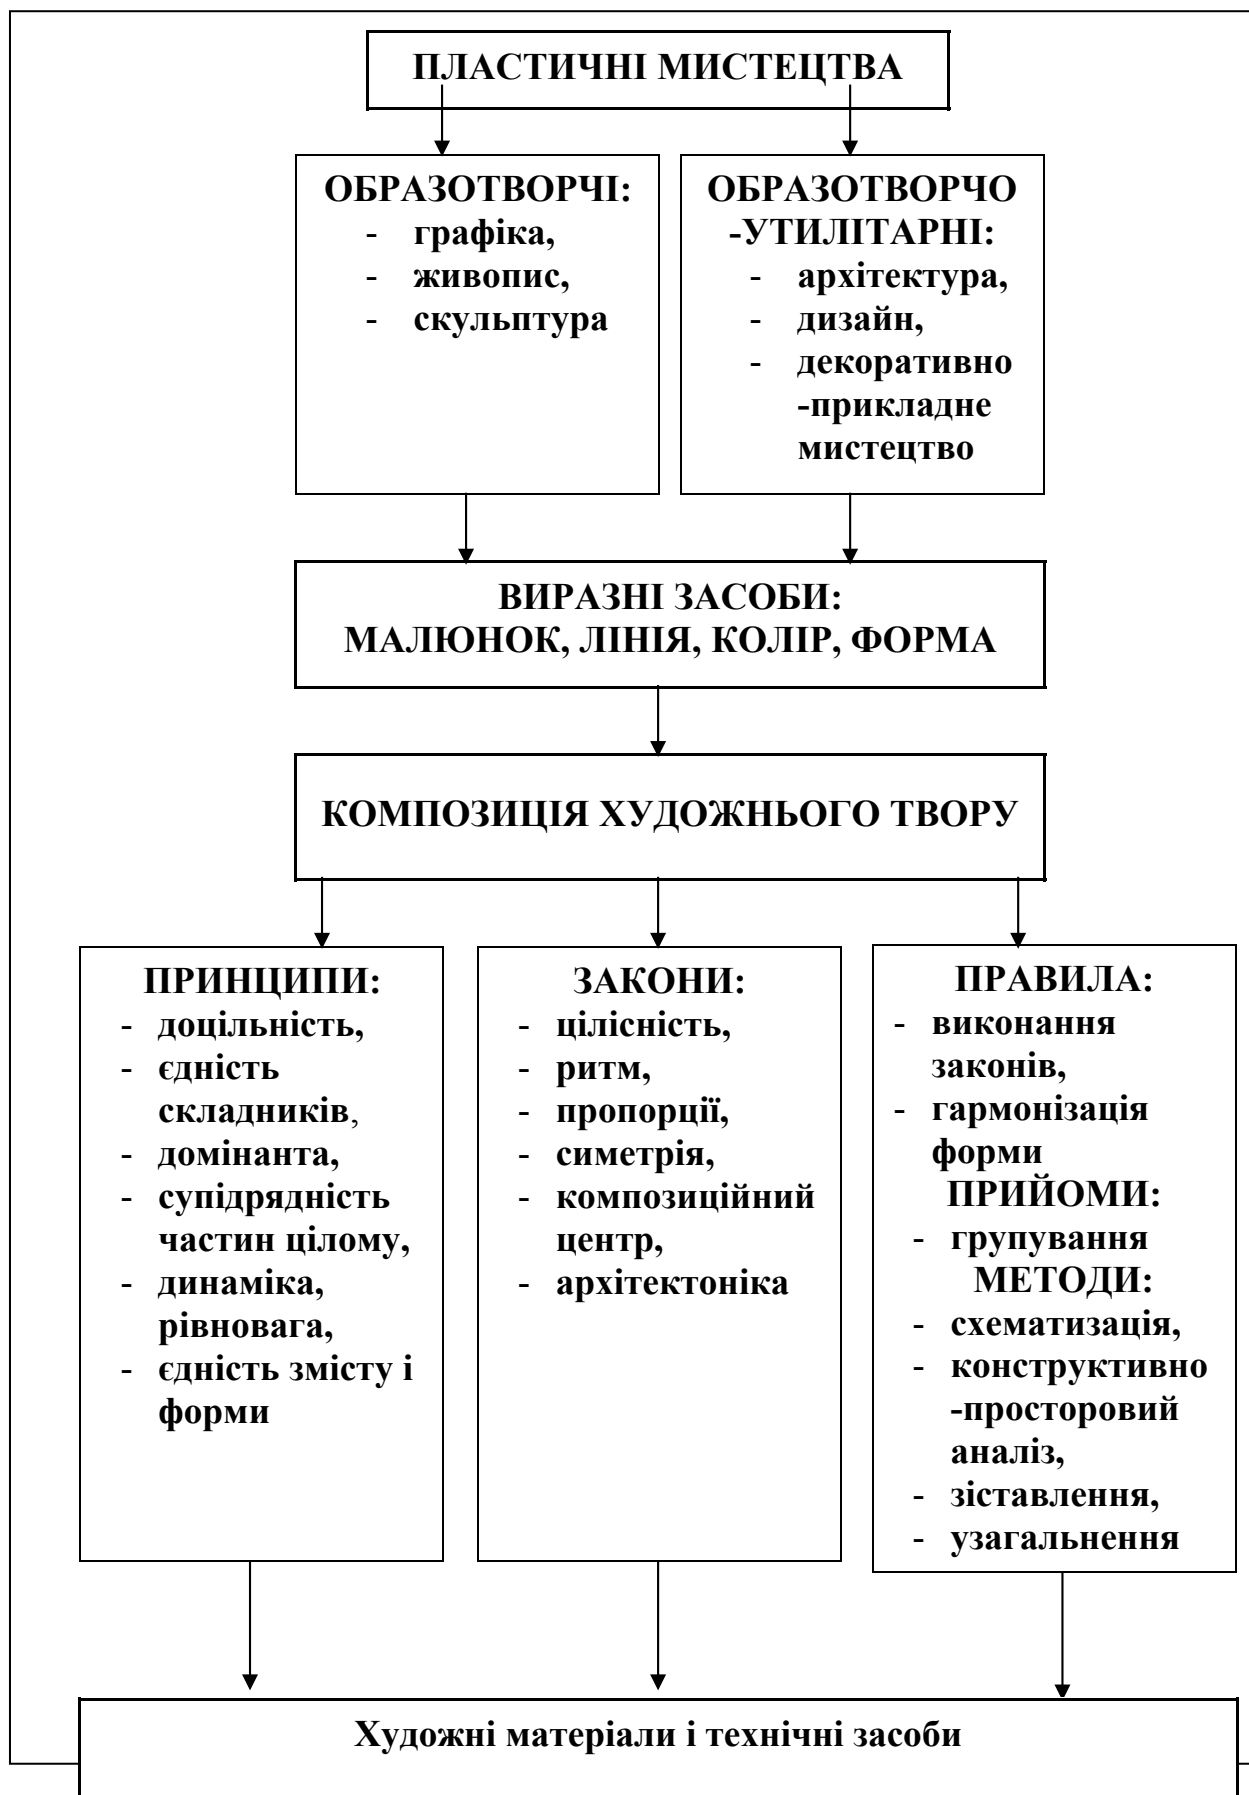 ПЛАСТИЧНІ МИСТЕЦТВА
ОБРАЗОТВОРЧІ:
- графіка,
- живопис,
- скульптура
ОБРАЗОТВОРЧО
-УТИЛІТАРНІ:
- архітектура,
- дизайн,
- декоративно
-прикладне
мистецтво
ВИРАЗНІ ЗАСОБИ:
МАЛЮНОК, ЛІНІЯ, КОЛІР, ФОРМА
КОМПОЗИЦІЯ ХУДОЖНЬОГО ТВОРУ
ПРИНЦИПИ:
- доцільність,
- єдність
складників,
- домінанта,
- супідрядність
частин цілому,
- динаміка,
рівновага,
- єдність змісту і
форми
ЗАКОНИ:
- цілісність,
- ритм,
- пропорції,
- симетрія,
- композиційний
центр,
- архітектоніка
ПРАВИЛА:
- виконання
законів,
- гармонізація
форми
ПРИЙОМИ:
- групування
МЕТОДИ:
- схематизація,
- конструктивно
-просторовий
аналіз,
- зіставлення,
- узагальнення
Художні матеріали і технічні засоби